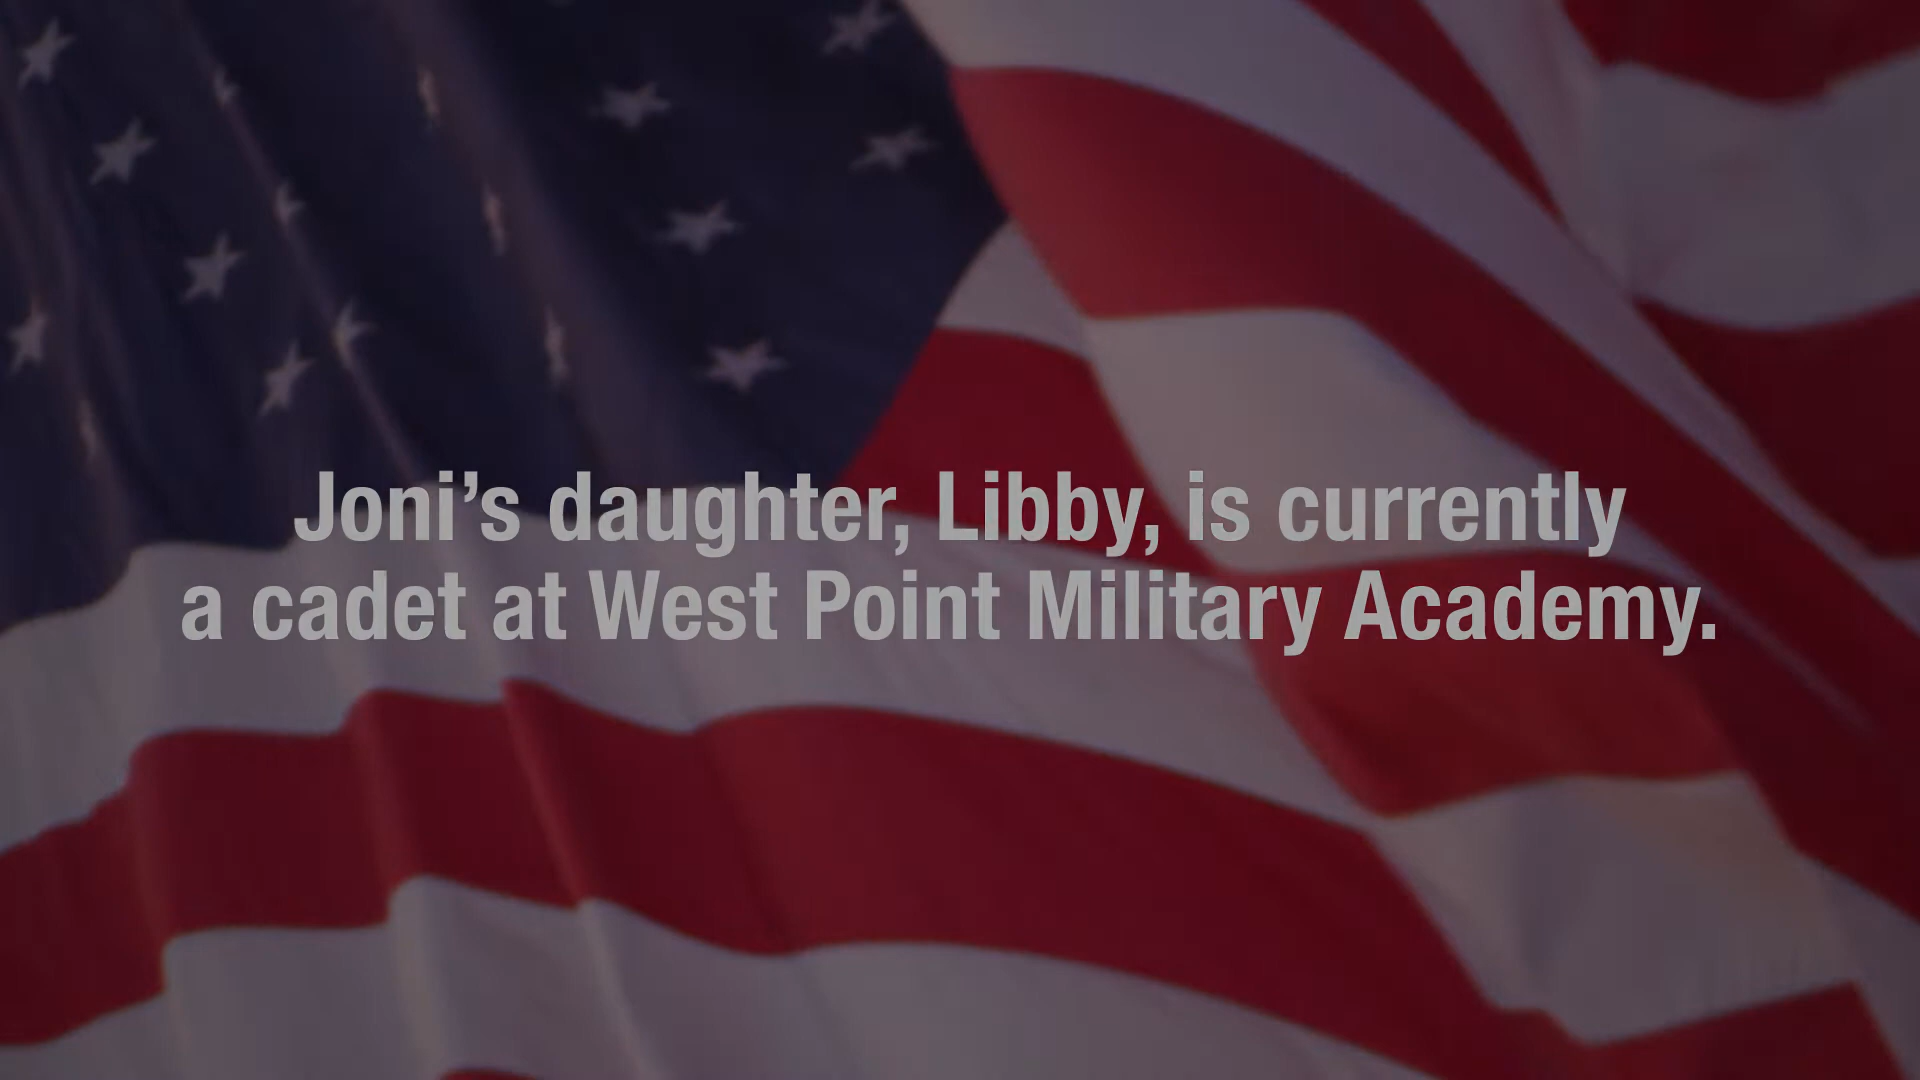 Joni’s daughter, Libby, is currently
a cadet at West Point Military Academy.